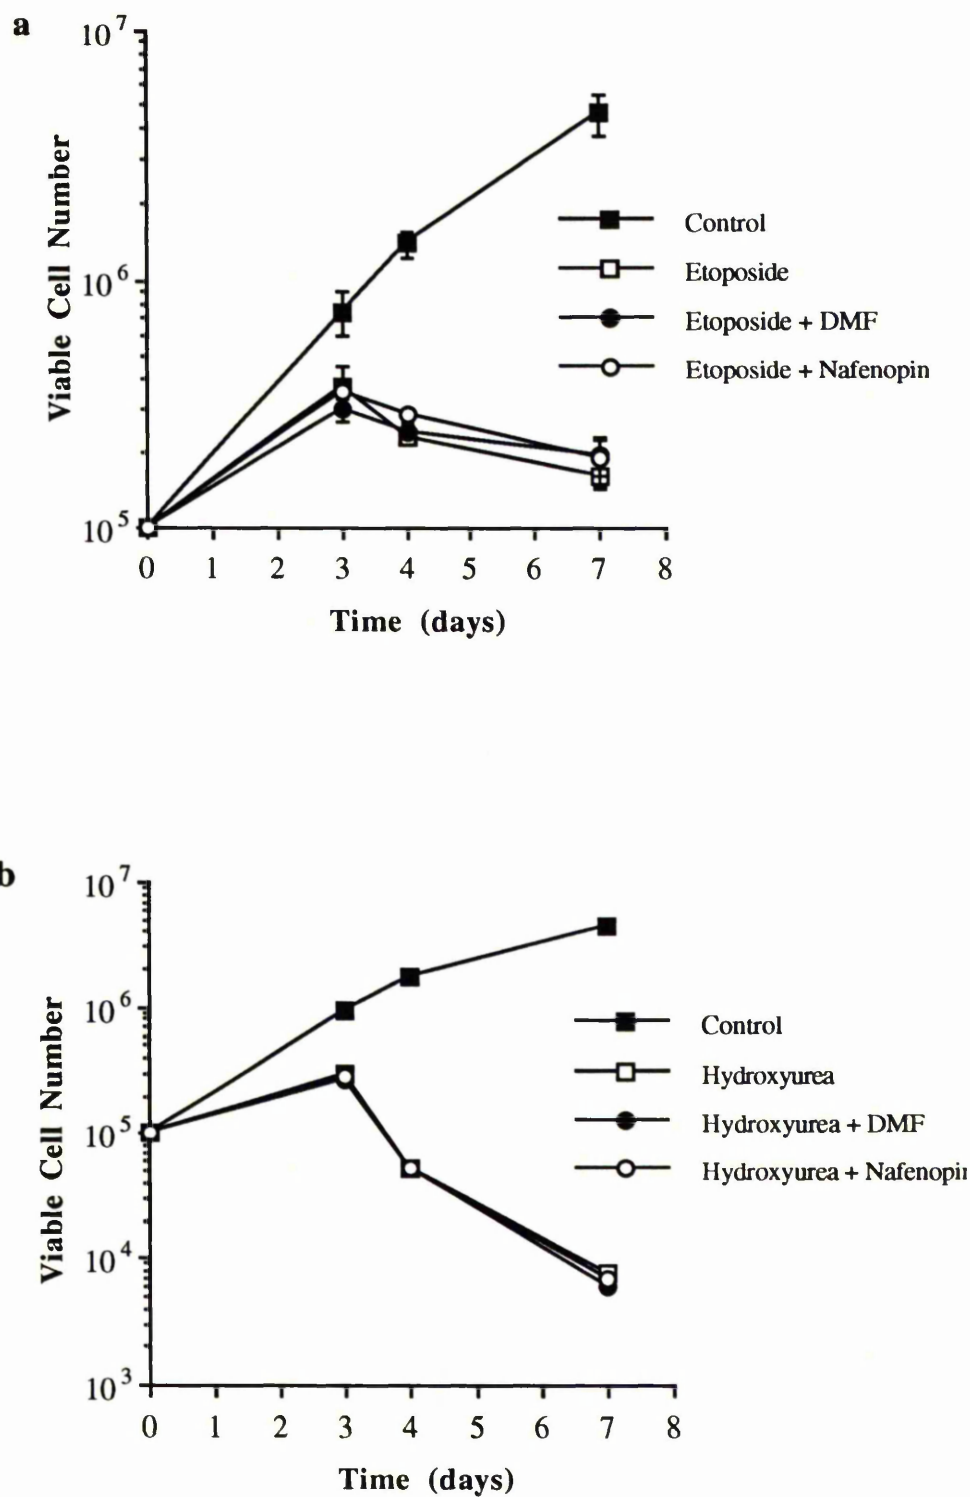 a
10^7
10^6
10^5
Viable Cell Number
Control
Etoposide
Etoposide + DMF
Etoposide + Nafenopin
0 1 2 3 4 5 6 7 8
Time (days)
b
10^7
10^6
10^5
10^4
10^3
Viable Cell Number
Control
Hydroxyurea
Hydroxyurea + DMF
Hydroxyurea +
0 1 2 3 4 5 6 7 8
Time (days)